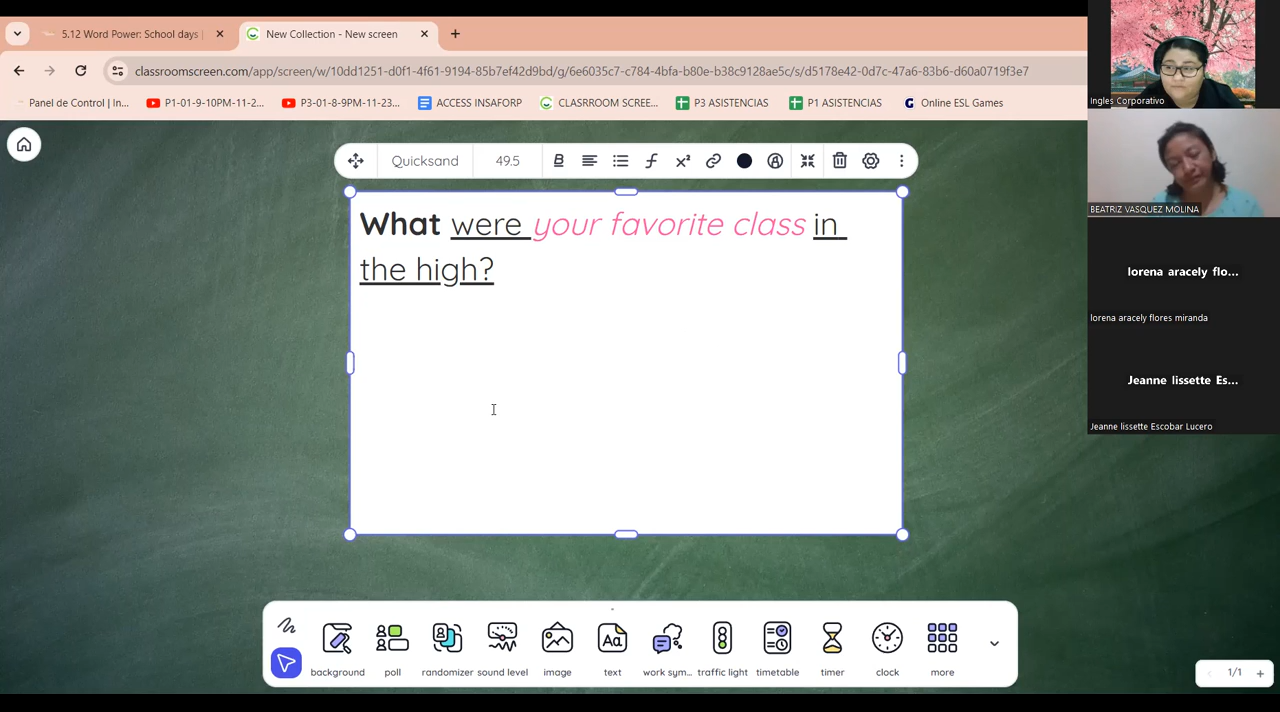 5.12 Word Power: School days |
New Collection - New screen
classroomscreen.com/app/screen/w/10dd1251-d0f1-4f61-9194-85b7ef42d9bd/g/6e6035c7-c784-4bfa-b80e-b38c9128ae5c/s/d5178e42-0d7c-47a6-83b6-d60a0719f3e7
Panel de Control | In...
P1-01-9-10PM-11-2...
P3-01-8-9PM-11-23...
ACCESS INSAFORP
CLASSROOM SCREE...
P3 ASISTENCIAS
P1 ASISTENCIAS
Online ESL Games
Quicksand
49.5
What were your favorite class in
the high?
background
poll
randomizer
sound level
image
text
work sym...
traffic light
timetable
timer
clock
more
1/1
Ingles Corporativo
BEATRIZ VASQUEZ MOLINA
lorena aracely flo...
lorena aracely flores miranda
Jeanne lissette Es...
Jeanne lissette Escobar Lucero